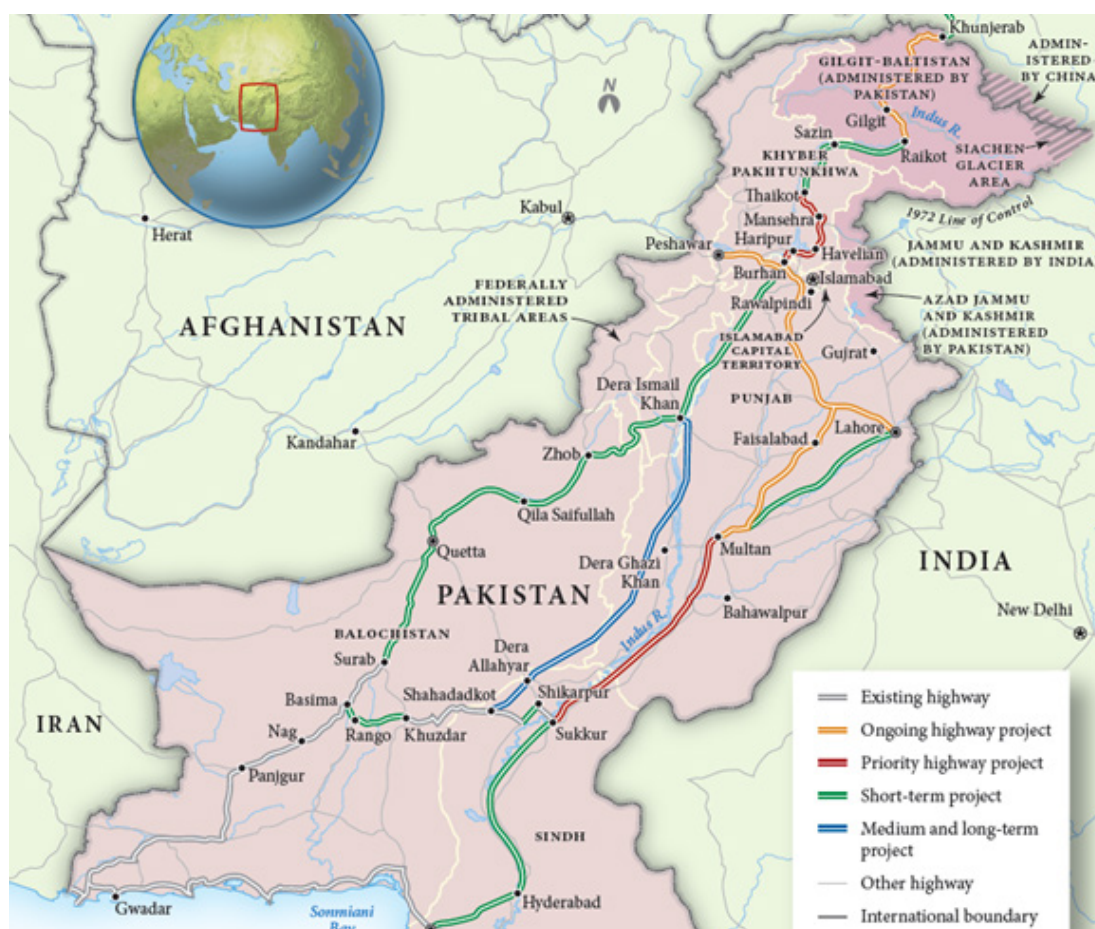 Khunjerab
ADMIN-
ISTERED
BY CHINA
GILGIT-BALTISTAN
(ADMINISTERED BY
PAKISTAN)
N
Gilgit
Indus R.
Sazin
Raikot
SIACHEN
GLACIER
AREA
KHYBER
PAKHTUNKHWA
Thaikot
1972 Line of Control
Mansehra
Kabul
Herat
Haripur
Peshawar
Havelian
JAMMU AND KASHMIR
(ADMINISTERED BY INDIA)
Burhan
Islamabad
Rawalpindi
FEDERALLY
ADMINISTERED
TRIBAL AREAS
AZAD JAMMU
AND KASHMIR
(ADMINISTERED
BY PAKISTAN)
AFGHANISTAN
ISLAMABAD
CAPITAL
TERRITORY
Gujrat
Dera Ismail
Khan
PUNJAB
Kandahar
Faisalabad
Lahore
Zhob
Qila Saifullah
Quetta
Multan
Dera Ghazi
Khan
INDIA
PAKISTAN
Bahawalpur
New Delhi
Indus R.
BALOCHISTAN
Surab
Dera
Allahyar
Basima
Shahadadkot
Shikarpur
IRAN
Nag
Rango
Khuzdar
Sukkur
Panjgur
SINDH
Hyderabad
Gwadar
Sonmiani
Bay
Existing highway
Ongoing highway project
Priority highway project
Short-term project
Medium and long-term
project
Other highway
International boundary